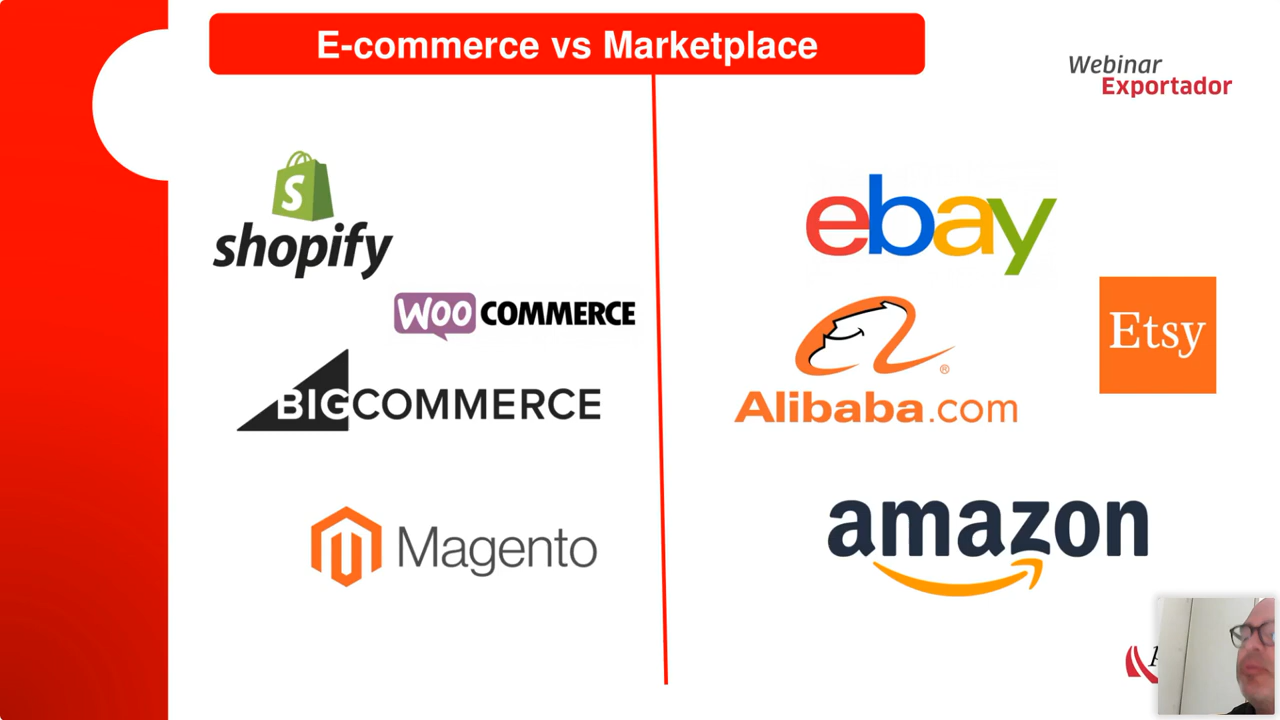 E-commerce vs Marketplace
Webinar
Exportador
S
shopify
WOO COMMERCE
BIGCOMMERCE
Magento
ebay
Etsy
Alibaba.com
®
amazon